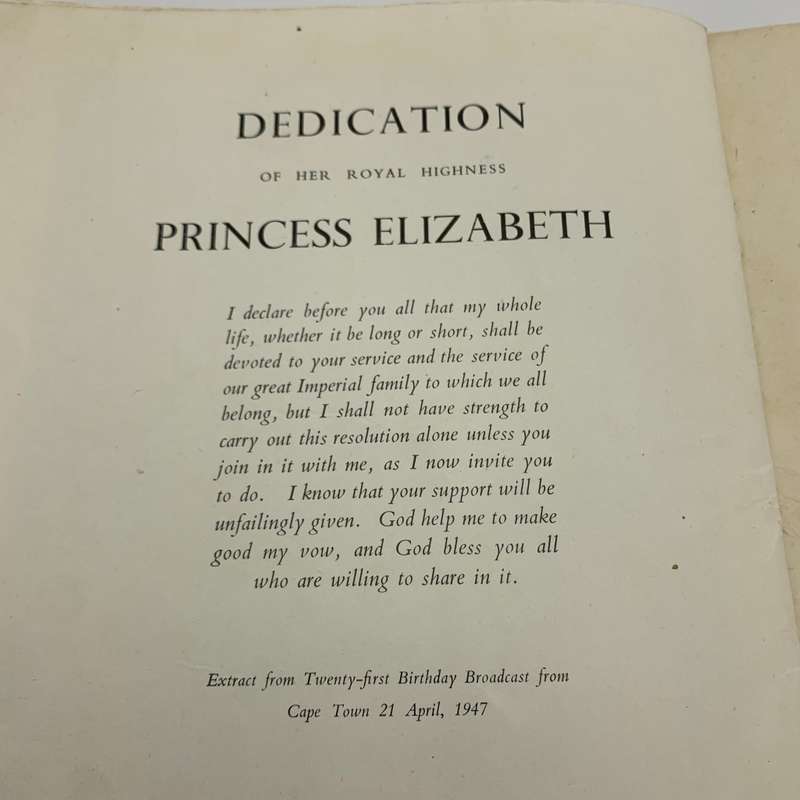 DEDICATION
OF HER ROYAL HIGHNESS
PRINCESS ELIZABETH
I declare before you all that my whole
life, whether it be long or short, shall be
devoted to your service and the service of
our great Imperial family to which we all
belong, but I shall not have strength to
carry out this resolution alone unless you
join in it with me, as I now invite you
to do. I know that your support will be
unfailingly given. God help me to make
good my vow, and God bless you all
who are willing to share in it.
Extract from Twenty-first Birthday Broadcast from
Cape Town 21 April, 1947